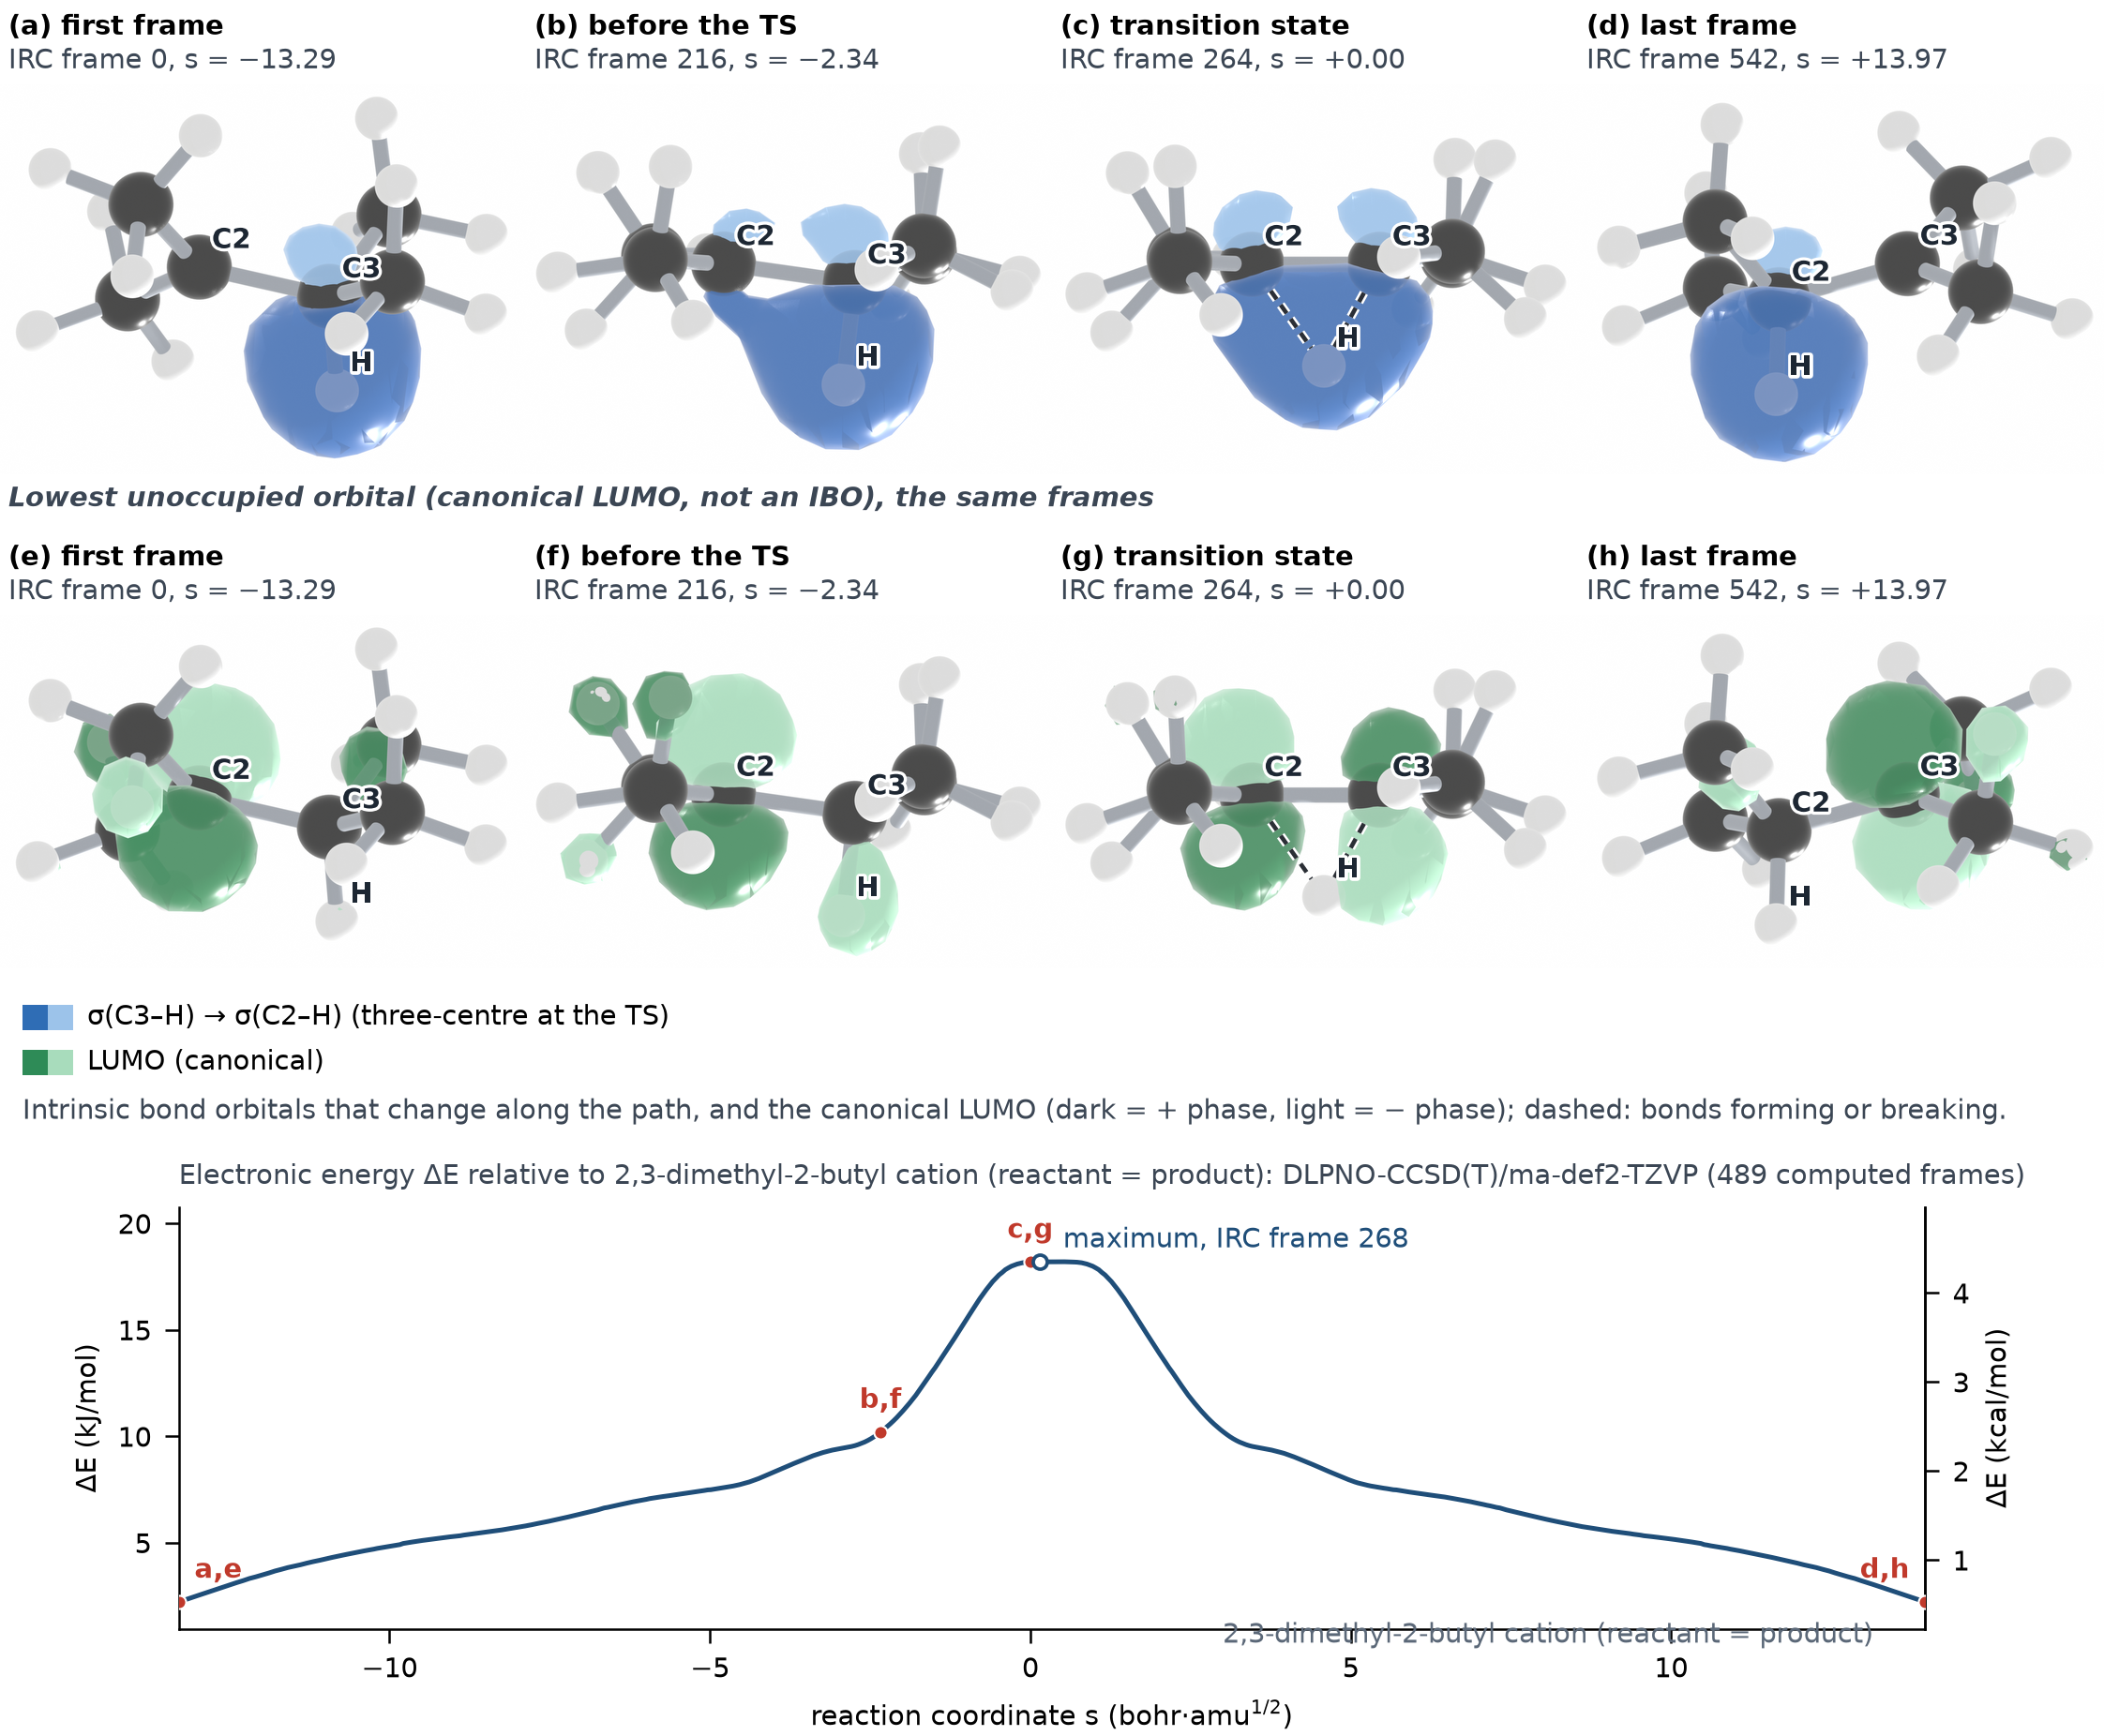 (a) first frame
IRC frame 0, s = −13.29
(b) before the TS
IRC frame 216, s = −2.34
(c) transition state
IRC frame 264, s = +0.00
(d) last frame
IRC frame 542, s = +13.97
C2
C3
H
C2
C3
H
C2
C3
H
C3
C2
H
Lowest unoccupied orbital (canonical LUMO, not an IBO), the same frames
(e) first frame
IRC frame 0, s = −13.29
(f) before the TS
IRC frame 216, s = −2.34
(g) transition state
IRC frame 264, s = +0.00
(h) last frame
IRC frame 542, s = +13.97
C2
C3
H
C2
C3
H
C2
C3
H
C3
C2
H
σ(C3–H) → σ(C2–H) (three-centre at the TS)
LUMO (canonical)
Intrinsic bond orbitals that change along the path, and the canonical LUMO (dark = + phase, light = − phase); dashed: bonds forming or breaking.
Electronic energy ΔE relative to 2,3-dimethyl-2-butyl cation (reactant = product): DLPNO-CCSD(T)/ma-def2-TZVP (489 computed frames)
20
15
10
5
ΔE (kJ/mol)
a,e
b,f
c,g
maximum, IRC frame 268
d,h
4
3
2
1
ΔE (kcal/mol)
2,3-dimethyl-2-butyl cation (reactant = product)
−10
−5
0
5
10
reaction coordinate s (bohr·amu^1/2)